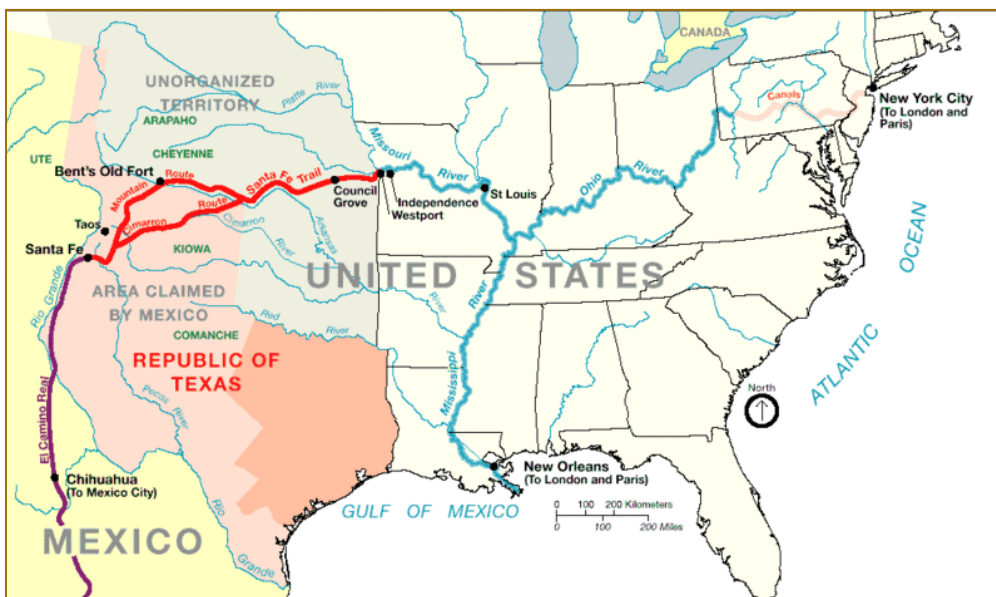 CANADA
UNORGANIZED
TERRITORY
Platte River
ARAPAHO
CHEYENNE
UTE
Canals
New York City
(To London and
Paris)
Missouri
River
Bent's Old Fort
Mountain
Route
Santa Fe Trail
Council
Grove
Independence
Westport
St Louis
Ohio
River
Taos
Cimarron
Route
Cimarron
River
Arkansas
River
Santa Fe
KIOWA
UNITED STATES
OCEAN
ATLANTIC
Rio Grande
AREA CLAIMED
BY MEXICO
COMANCHE
Red
River
River
Mississippi
REPUBLIC OF
TEXAS
North
El Camino Real
Pecos River
Chihuahua
(To Mexico City)
New Orleans
(To London and Paris)
GULF OF MEXICO
0 100 200 Kilometers
0 100 200 Miles
MEXICO
Rio
Grande